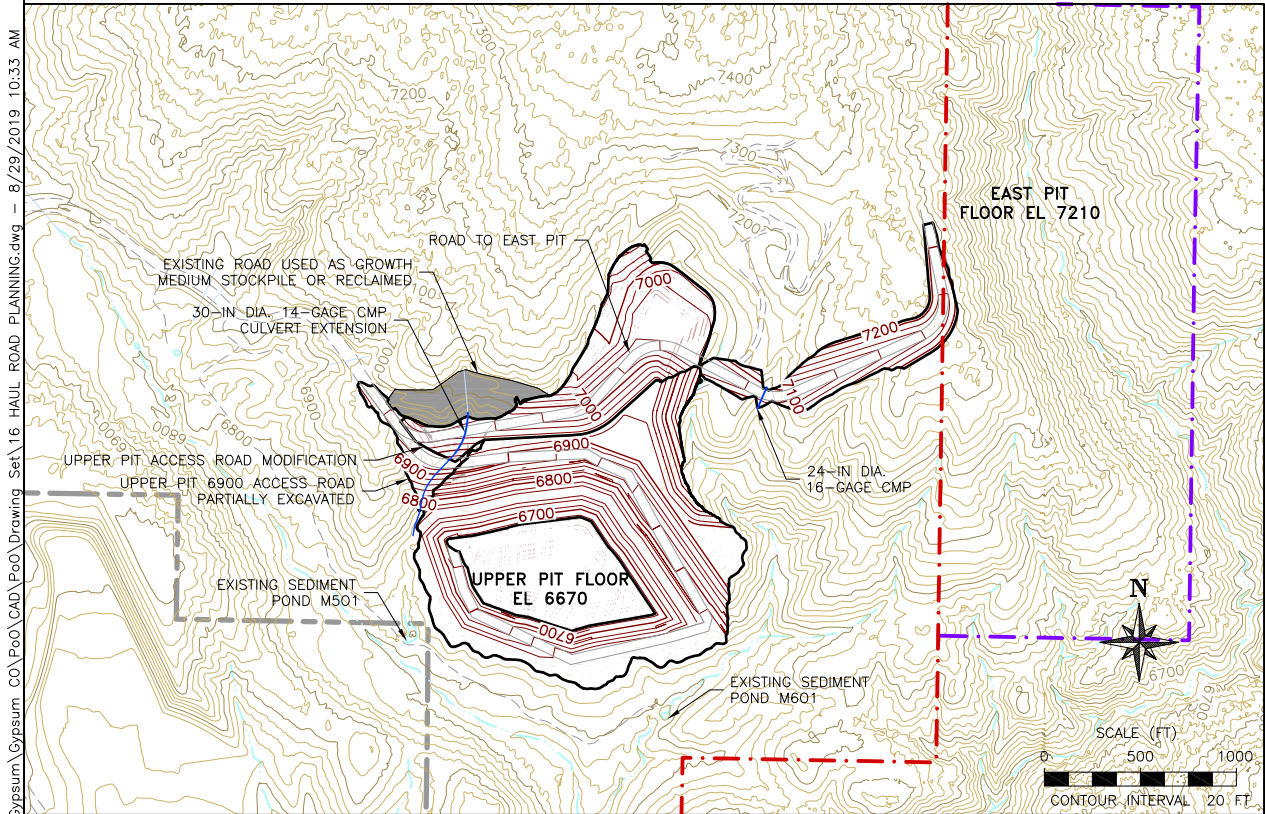 Gypsum\Gypsum CO\PoO\CAD\PoO\Drawing Set\16 HAUL ROAD PLANNING.dwg - 8/29/2019 10:33 AM
7400
7200
7200
EAST PIT
FLOOR EL 7210
ROAD TO EAST PIT
EXISTING ROAD USED AS GROWTH
MEDIUM STOCKPILE OR RECLAIMED
7000
30-IN DIA. 14-GAGE CMP
CULVERT EXTENSION
7200
7100
7000
6900
6900
6800
6900
UPPER PIT ACCESS ROAD MODIFICATION
6900
UPPER PIT 6900 ACCESS ROAD
PARTIALLY EXCAVATED
6800
6800
24-IN DIA.
16-GAGE CMP
6700
UPPER PIT FLOOR
EL 6670
EXISTING SEDIMENT
POND M501
6700
N
6700
EXISTING SEDIMENT
POND M601
SCALE (FT)
0 500 1000
CONTOUR INTERVAL 20 FT